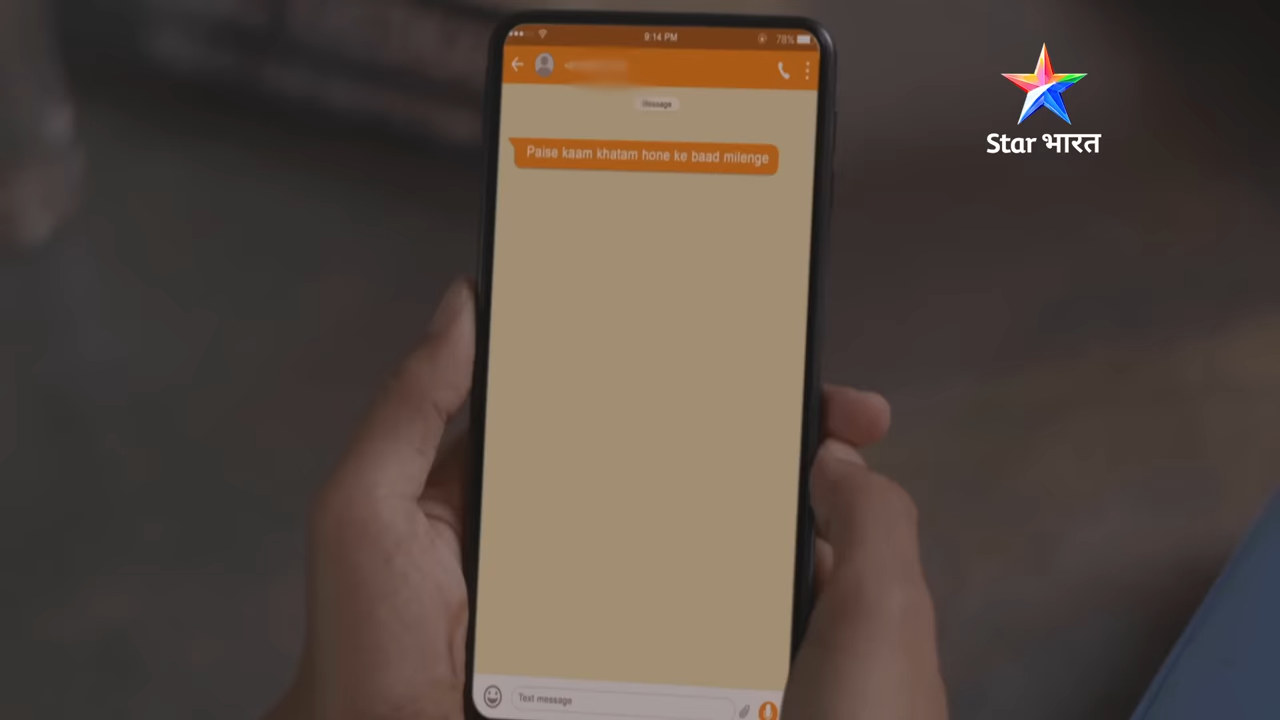 9:14 PM
78%
Message
Paise kaam khatam hone ke baad milenge
Text message
Star भारत